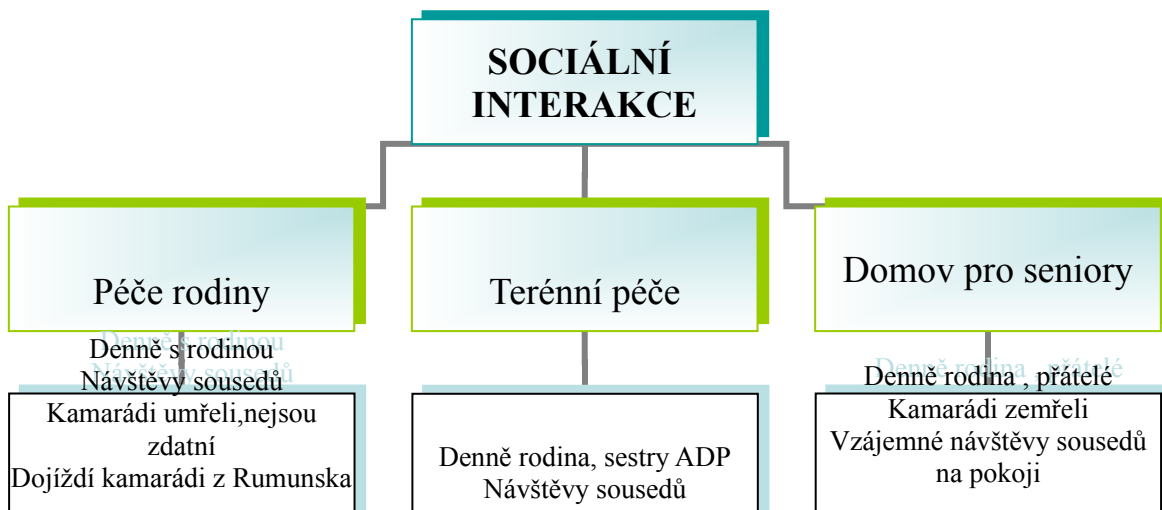 SOCIÁLNÍ
INTERAKCE
Péče rodiny
Denně s rodinou
Návštěvy sousedů
Kamarádi umřeli,nejsou
zdatní
Dojíždí kamarádi z Rumunska
Terénní péče
Denně rodina, sestry ADP
Návštěvy sousedů
Domov pro seniory
Denně rodina , přátelé
Kamarádi zemřeli
Vzájemné návštěvy sousedů
na pokoji